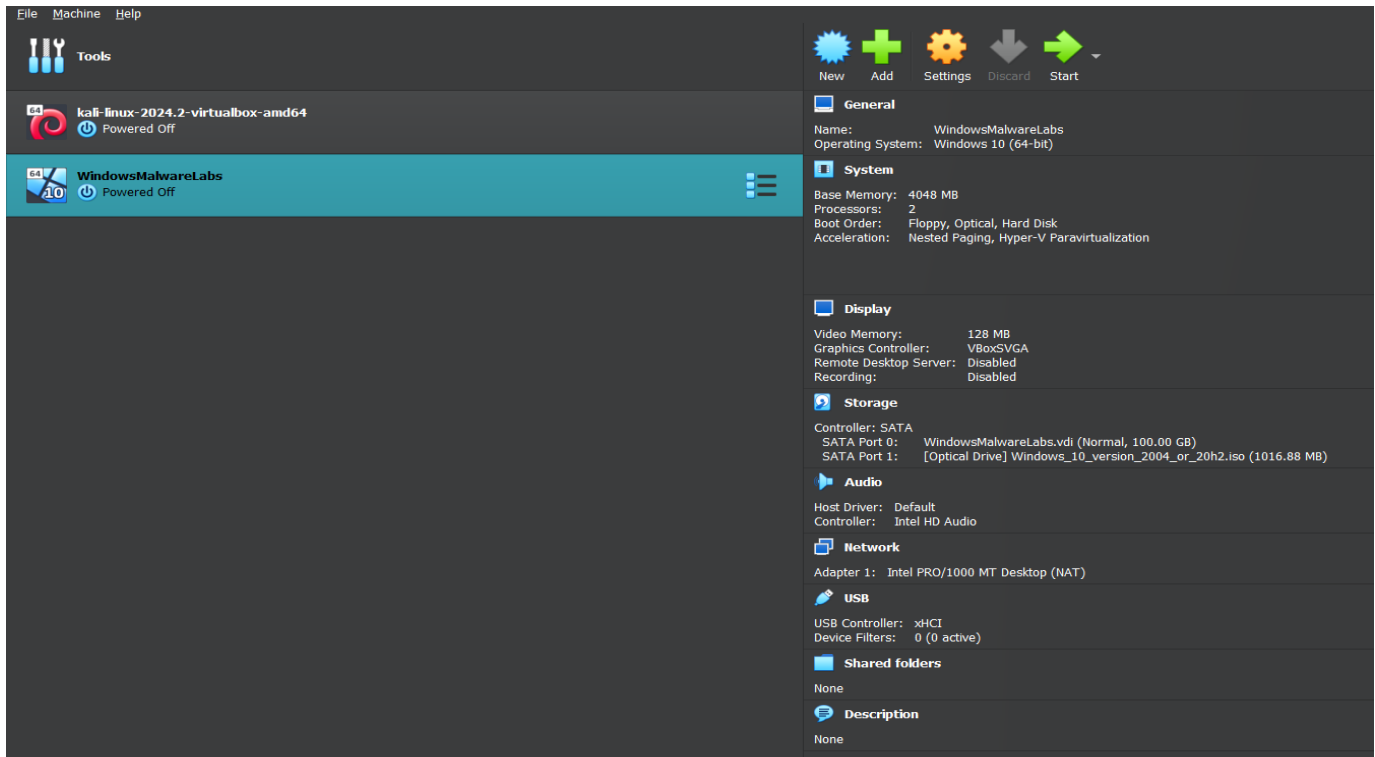 File Machine Help
Tools
New Add Settings Discard Start
64
kali-linux-2024.2-virtualbox-amd64
Powered Off
64
10
WindowsMalwareLabs
Powered Off
General
Name: WindowsMalwareLabs
Operating System: Windows 10 (64-bit)
System
Base Memory: 4048 MB
Processors: 2
Boot Order: Floppy, Optical, Hard Disk
Acceleration: Nested Paging, Hyper-V Paravirtualization
Display
Video Memory: 128 MB
Graphics Controller: VBoxSVGA
Remote Desktop Server: Disabled
Recording: Disabled
Storage
Controller: SATA
SATA Port 0: WindowsMalwareLabs.vdi (Normal, 100.00 GB)
SATA Port 1: [Optical Drive] Windows_10_version_2004_or_20h2.iso (1016.88 MB)
Audio
Host Driver: Default
Controller: Intel HD Audio
Network
Adapter 1: Intel PRO/1000 MT Desktop (NAT)
USB
USB Controller: xHCI
Device Filters: 0 (0 active)
Shared folders
None
Description
None